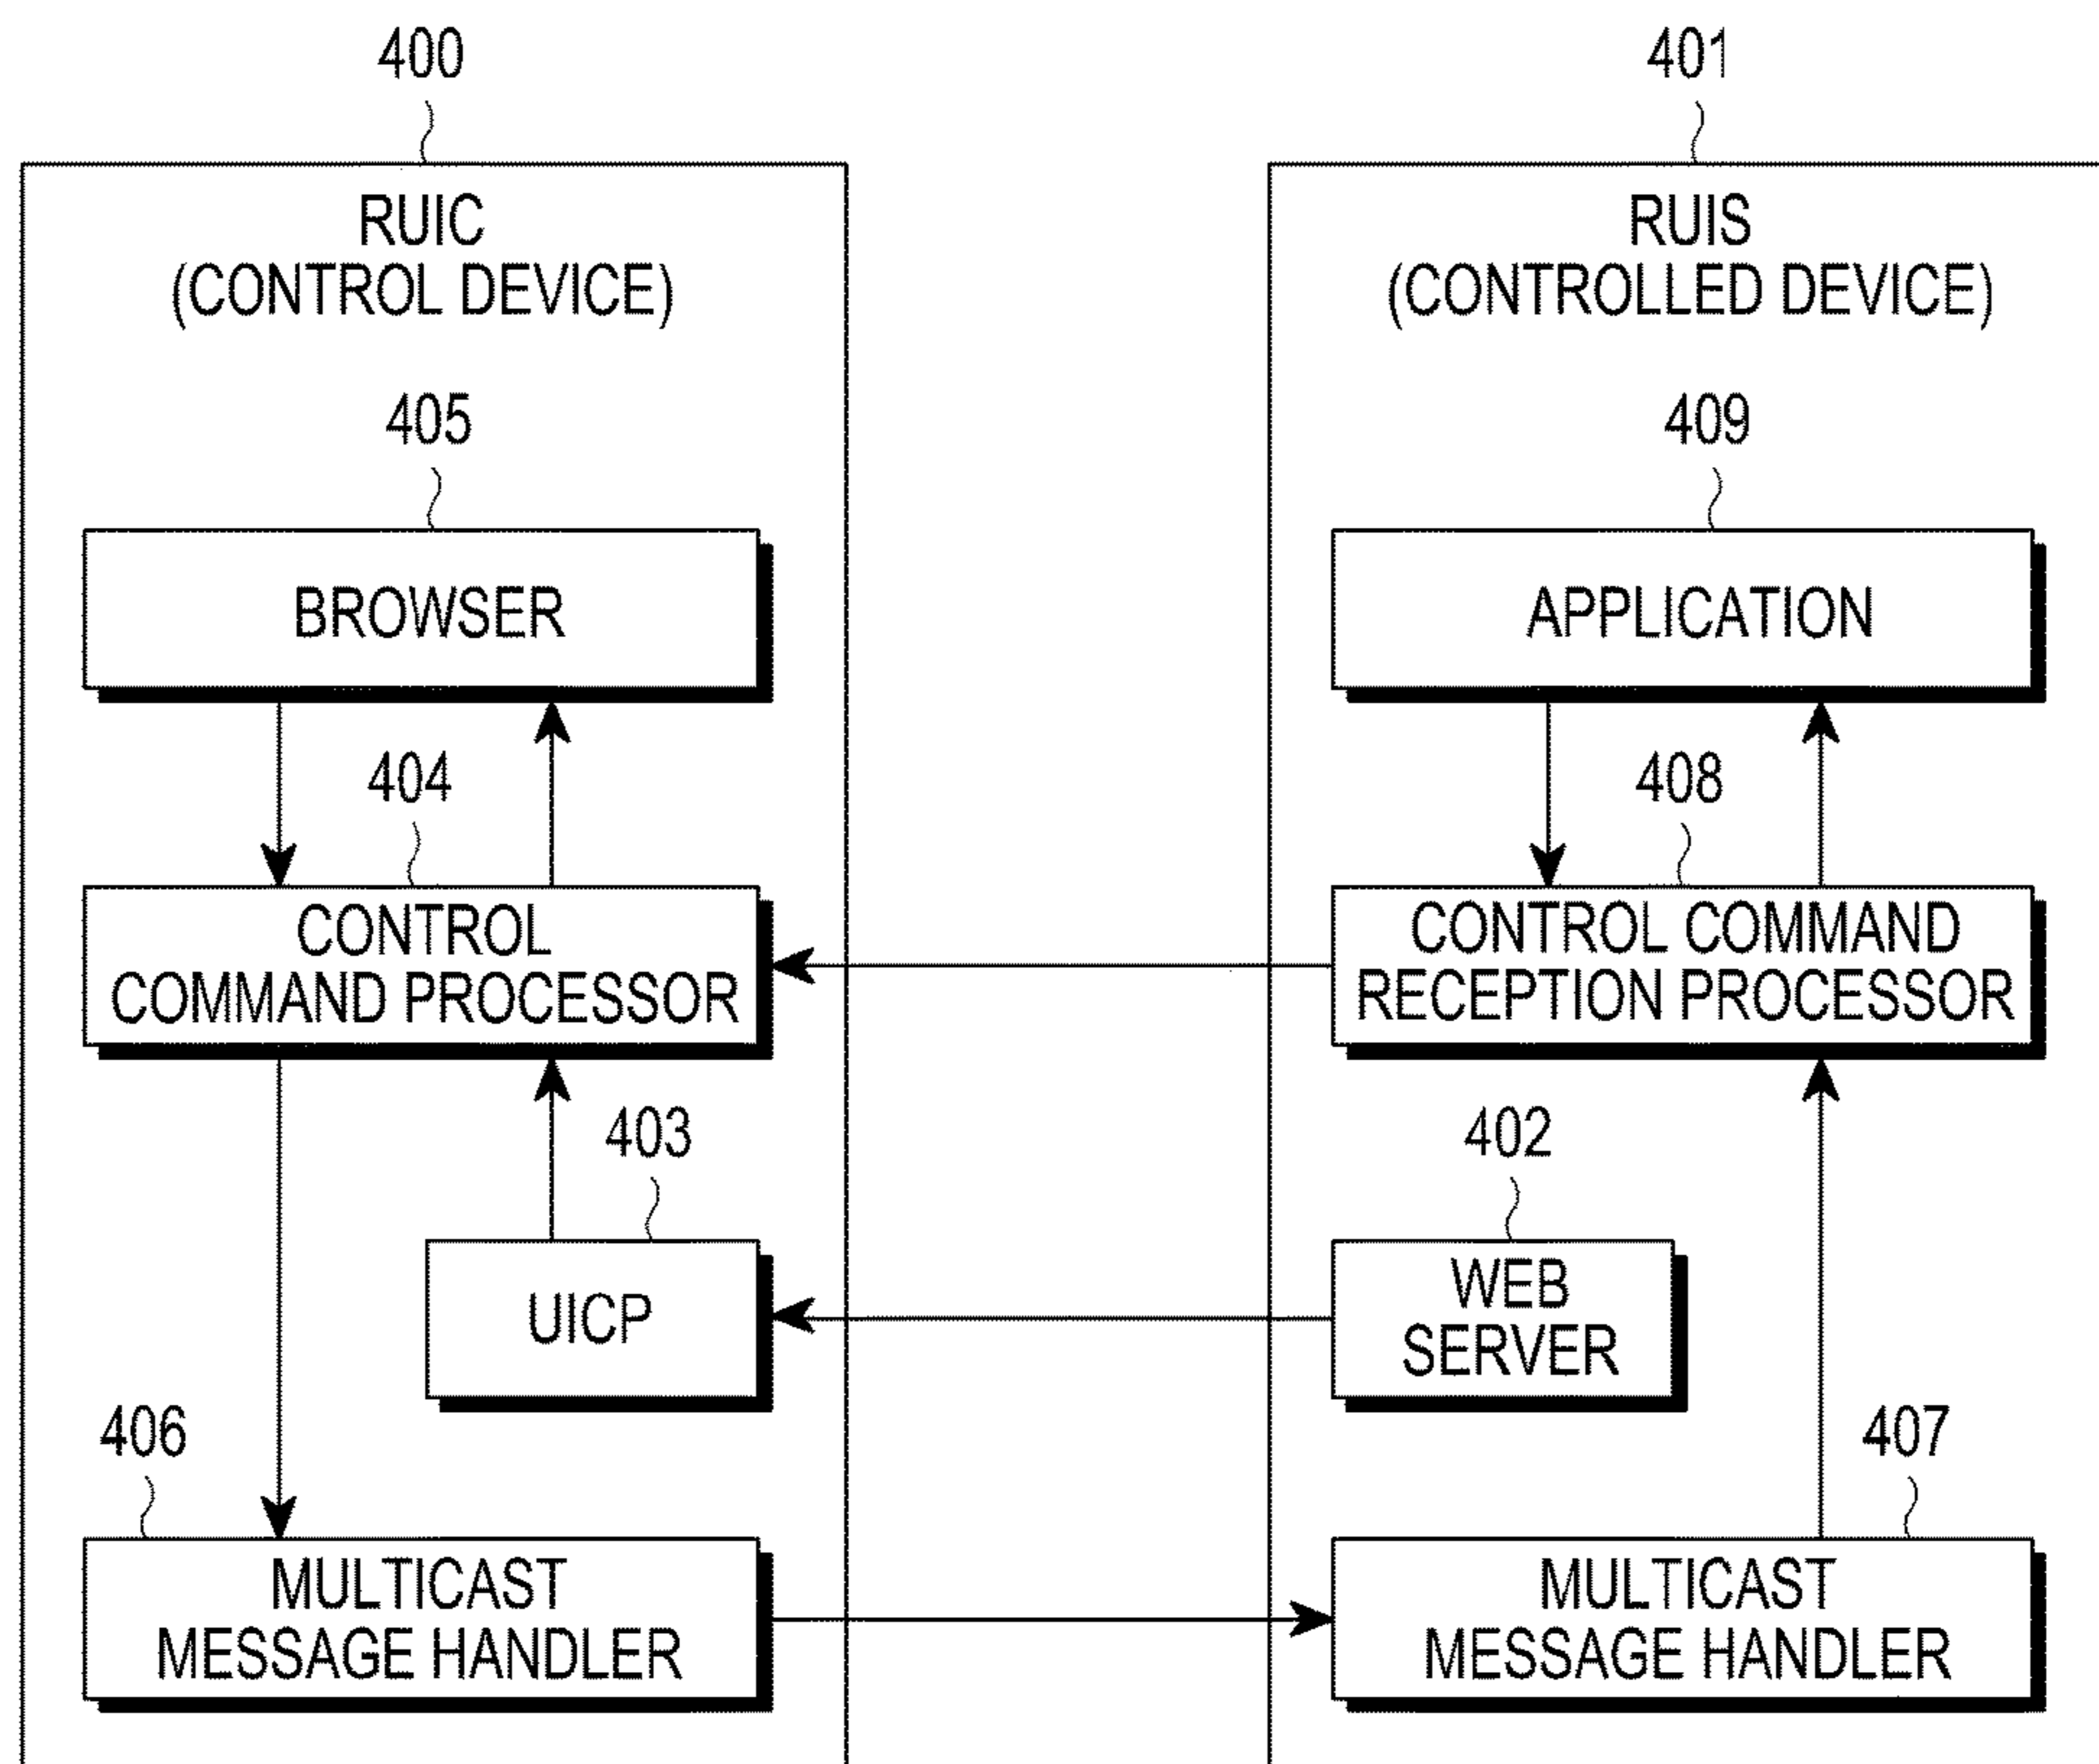 400
RUIC
(CONTROL DEVICE)
405
BROWSER
404
CONTROL
COMMAND PROCESSOR
403
UICP
406
MULTICAST
MESSAGE HANDLER
401
RUIS
(CONTROLLED DEVICE)
409
APPLICATION
408
CONTROL COMMAND
RECEPTION PROCESSOR
402
WEB
SERVER
407
MULTICAST
MESSAGE HANDLER